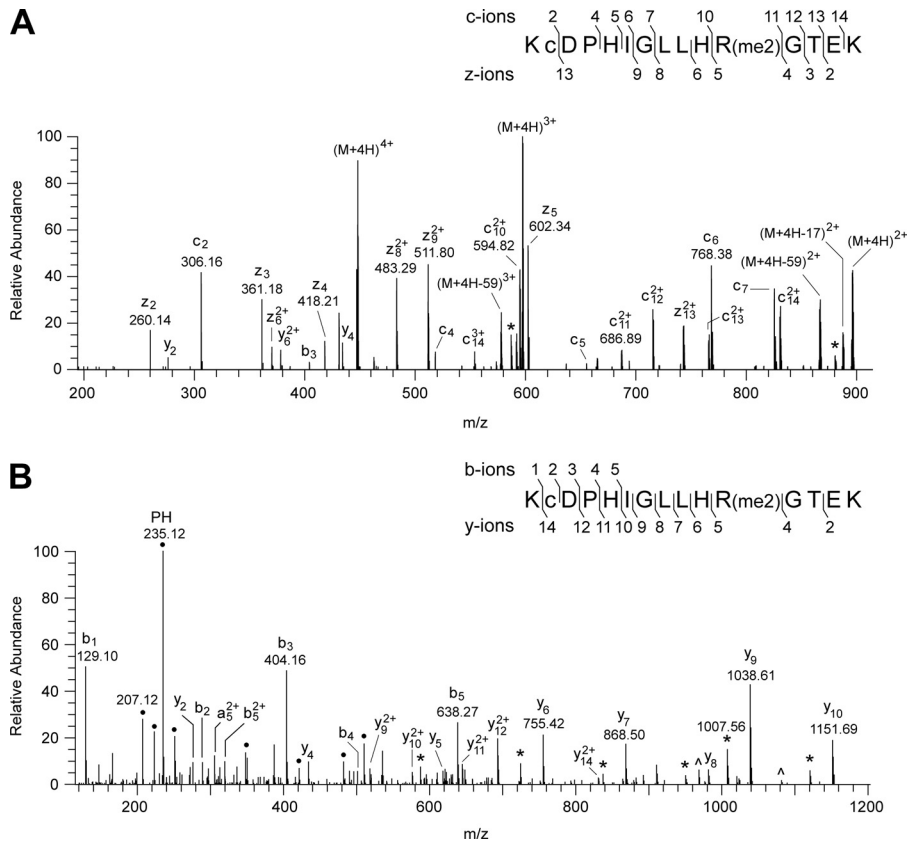 A
c-ions 2 4 5 6 7 10 11 12 13 14
K c D P H I G L L H R(me2) G T E K
z-ions 13 9 8 6 5 4 3 2
Relative Abundance
100
80
60
40
20
0
z2
260.14
y2
c2
306.16
z3
361.18
z6 2+
y6 2+
b3
z4
418.21
y4
(M+4H)4+
z8 2+
483.29
z9 2+
511.80
c4
c14 3+
(M+4H-59)3+
*
c10 2+
594.82
(M+4H)3+
z5
602.34
c5
c11 2+
686.89
c12 2+
z13 2+
c6
768.38
c13 2+
c7
c14 2+
(M+4H-59)2+
*
(M+4H-17)2+
(M+4H)2+
200 300 400 500 600 700 800 900
m/z
B
b-ions 1 2 3 4 5
K c D P H I G L L H R(me2) G T E K
y-ions 14 12 11 10 9 8 7 6 5 4 2
Relative Abundance
100
80
60
40
20
0
b1
129.10
207.12
PH
235.12
y2
b2
a5 2+
b5 2+
b3
404.16
y4
b4
y9 2+
y10 2+
*
y5
b5
638.27
y11 2+
y12 2+
*
y6
755.42
y14 2+
*
y7
868.50
*
^
y8
1007.56
*
y9
1038.61
^
*
y10
1151.69
200 400 600 800 1000 1200
m/z